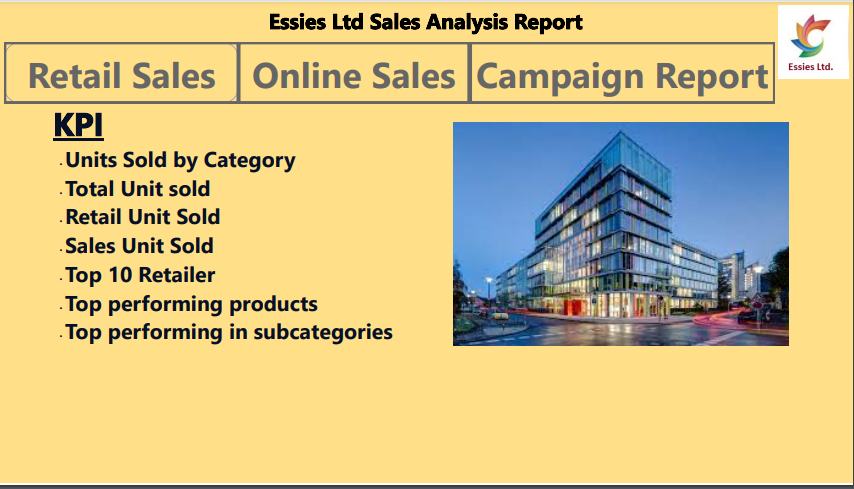 Essies Ltd Sales Analysis Report
Essies Ltd.
Retail Sales
Online Sales
Campaign Report
KPI
Units Sold by Category
Total Unit sold
Retail Unit Sold
Sales Unit Sold
Top 10 Retailer
Top performing products
Top performing in subcategories